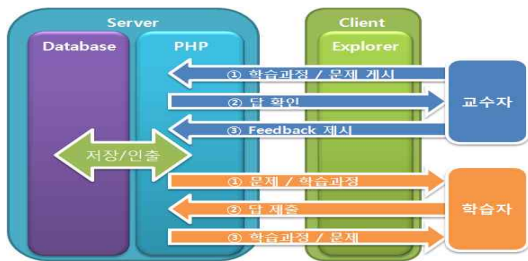 Server
Client
Database
PHP
Explorer
① 학습과정 / 문제 게시
② 답 확인
③ Feedback 제시
교수자
저장/인출
① 문제 / 학습과정
② 답 제출
③ 학습과정 / 문제
학습자